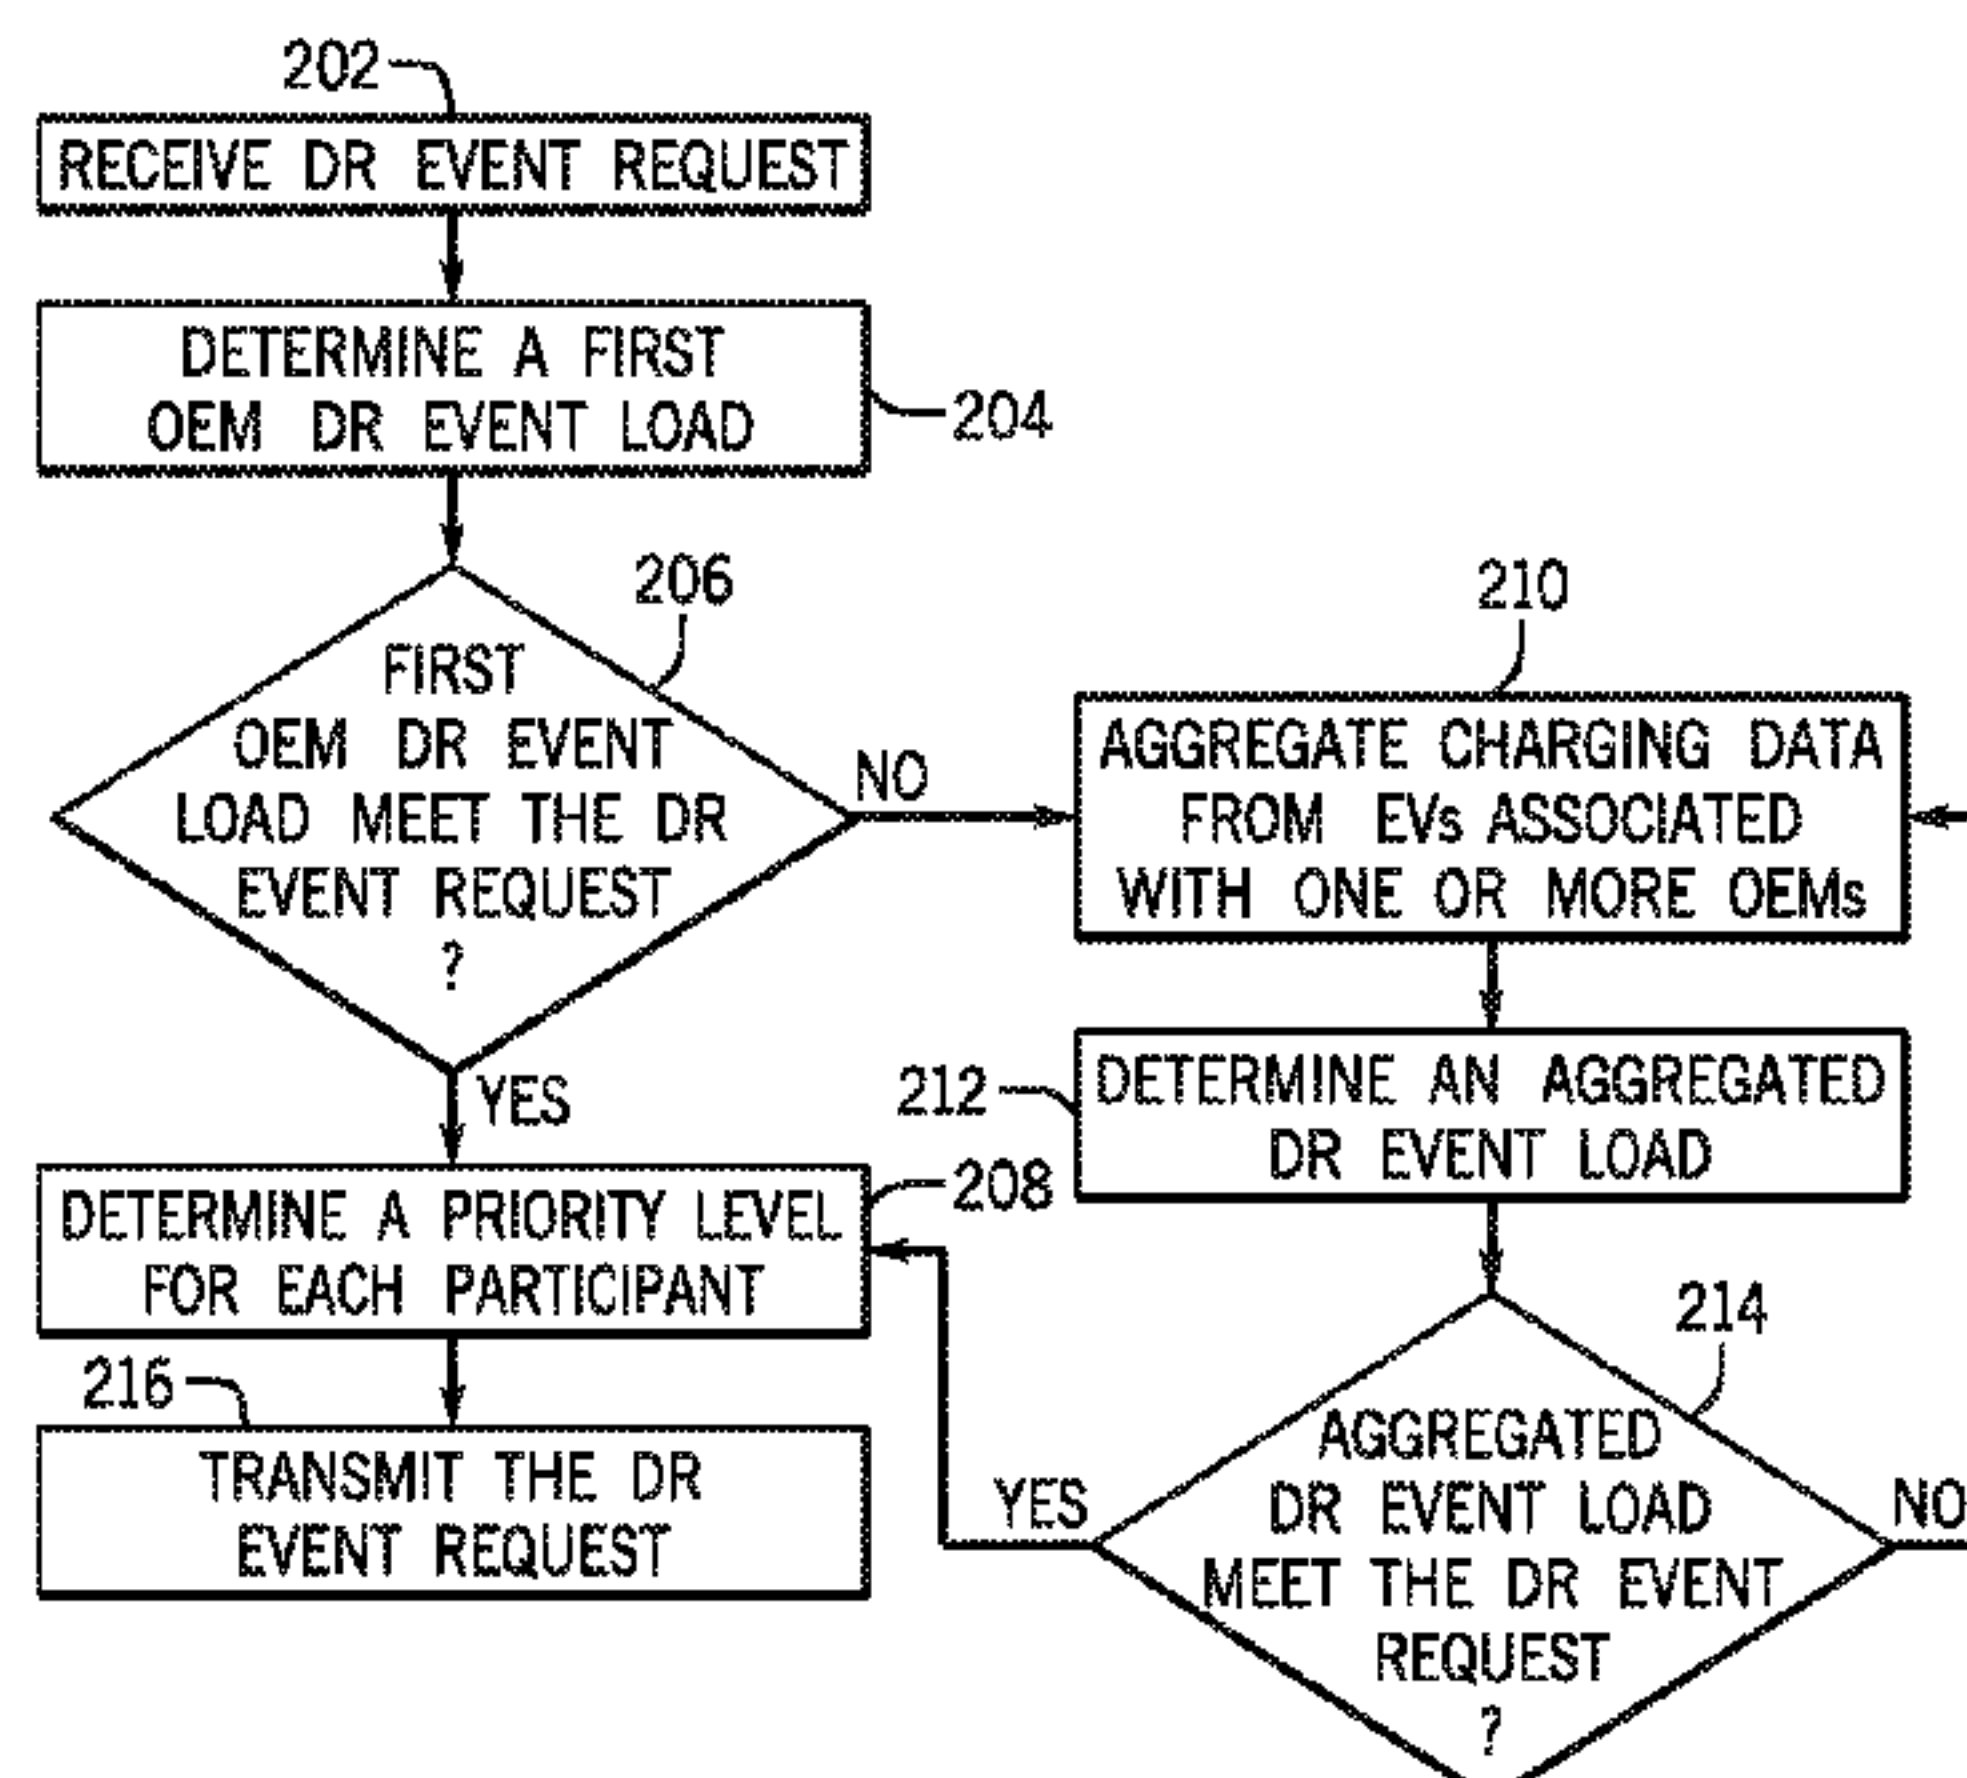 202
RECEIVE DR EVENT REQUEST
DETERMINE A FIRST
OEM DR EVENT LOAD
204
206
FIRST
OEM DR EVENT
LOAD MEET THE DR
EVENT REQUEST
?
NO
YES
210
AGGREGATE CHARGING DATA
FROM EVs ASSOCIATED
WITH ONE OR MORE OEMs
212
DETERMINE AN AGGREGATED
DR EVENT LOAD
208
DETERMINE A PRIORITY LEVEL
FOR EACH PARTICIPANT
214
AGGREGATED
DR EVENT LOAD
MEET THE DR EVENT
REQUEST
?
YES
NO
216
TRANSMIT THE DR
EVENT REQUEST